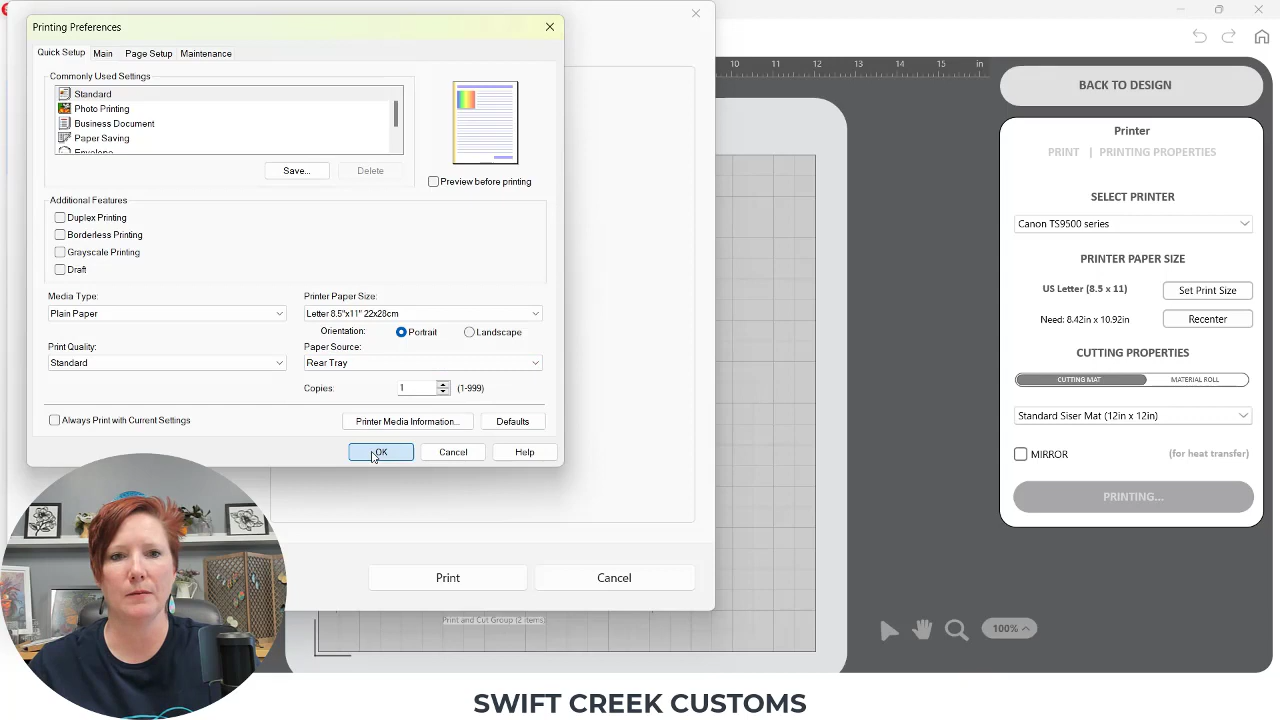 Printing Preferences
Quick Setup Main Page Setup Maintenance
Commonly Used Settings
Standard
Photo Printing
Business Document
Paper Saving
Envelope
Save... Delete
Preview before printing
Additional Features
Duplex Printing
Borderless Printing
Grayscale Printing
Draft
Media Type:
Plain Paper
Printer Paper Size:
Letter 8.5"x11" 22x28cm
Orientation: Portrait Landscape
Print Quality:
Standard
Paper Source:
Rear Tray
Copies: 1 (1-999)
Always Print with Current Settings
Printer Media Information... Defaults
OK Cancel Help
Print Cancel
Print and Cut Group (2 items)
10 11 12 13 14 15 in
100%
BACK TO DESIGN
Printer
PRINT | PRINTING PROPERTIES
SELECT PRINTER
Canon TS9500 series
PRINTER PAPER SIZE
US Letter (8.5 x 11) Set Print Size
Need: 8.42in x 10.92in Recenter
CUTTING PROPERTIES
CUTTING MAT MATERIAL ROLL
Standard Siser Mat (12in x 12in)
MIRROR (for heat transfer)
PRINTING...
SWIFT CREEK CUSTOMS